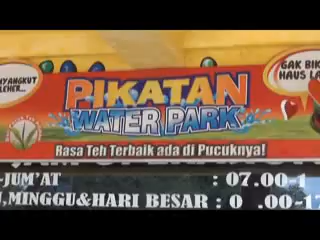 NYANGKUT
LEHER...
GAK BIK
HAUS LA
PIKATAN
WATER PARK
Rasa Teh Terbaik ada di Pucuknya!
-JUM'AT : 07.00-1
,MINGGU&HARI BESAR : 0 .00-17